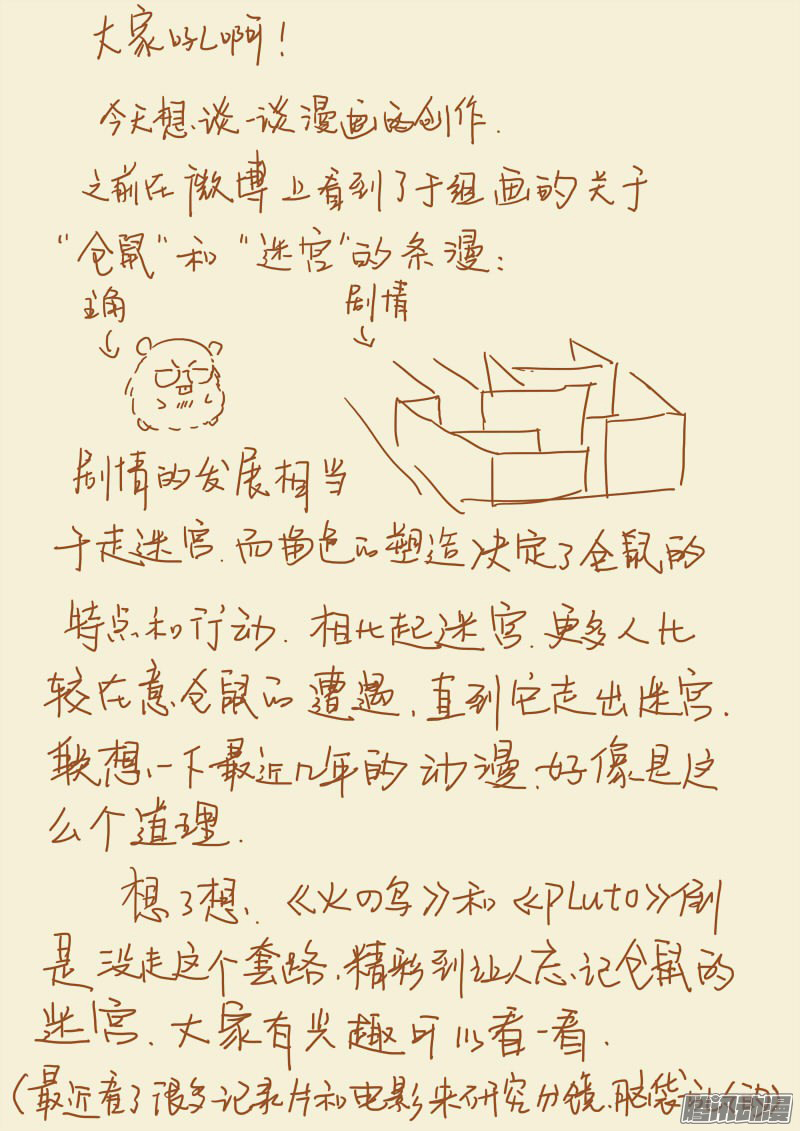 大家好啊！
今天想谈一谈漫画的创作.
之前在微博上看到了于组画的关于
“仓鼠”和“迷宫”的条漫：
主角
剧情
剧情的发展相当
于走迷宫.而角色的塑造决定了仓鼠的
特点和行动.相比起迷宫.更多人比
较在意仓鼠的遭遇.直到它走出迷宫.
联想一下最近几年的动漫.好像是这
么个道理.
想了想.《火の鸟》和《PLuto》倒
是没走这个套路.精彩到让人忘记仓鼠的
迷宫.大家有兴趣可以看一看.
(最近看了很多记录片和电影来研究分镜.脑袋
腾讯动漫